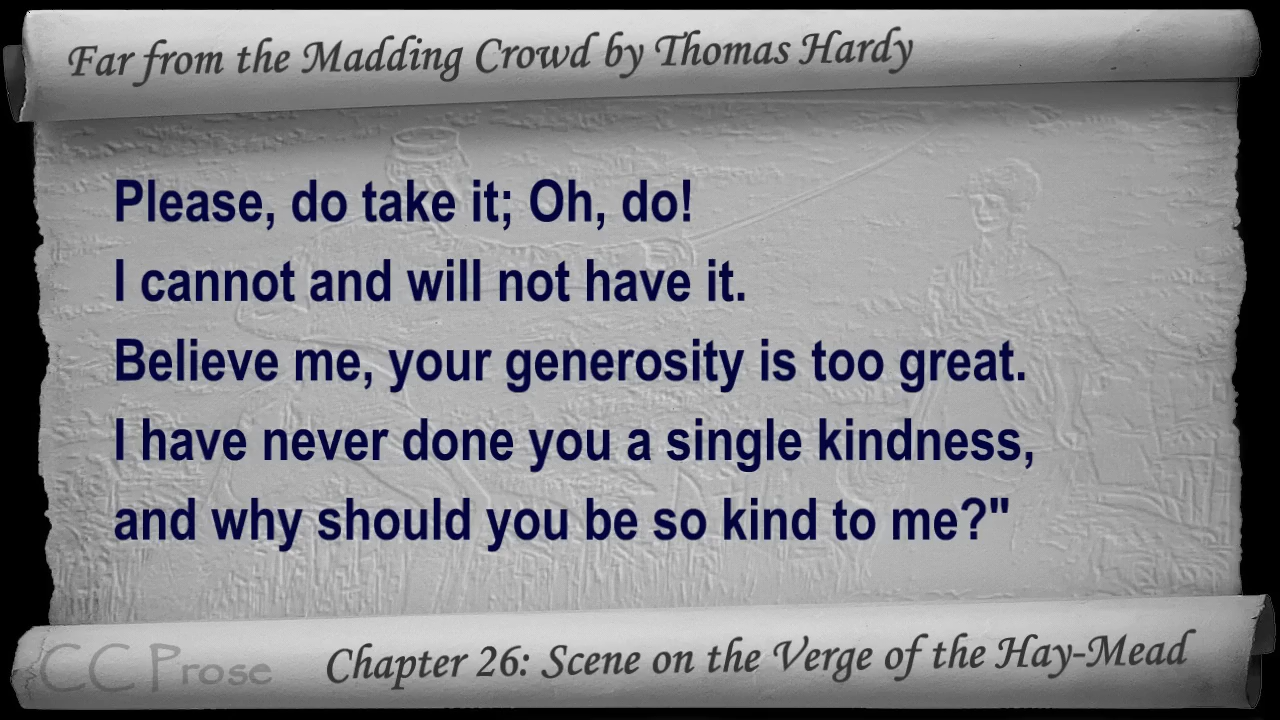 Far from the Madding Crowd by Thomas Hardy
Please, do take it; Oh, do!
I cannot and will not have it.
Believe me, your generosity is too great.
I have never done you a single kindness,
and why should you be so kind to me?"
CC Prose
Chapter 26: Scene on the Verge of the Hay-Mead